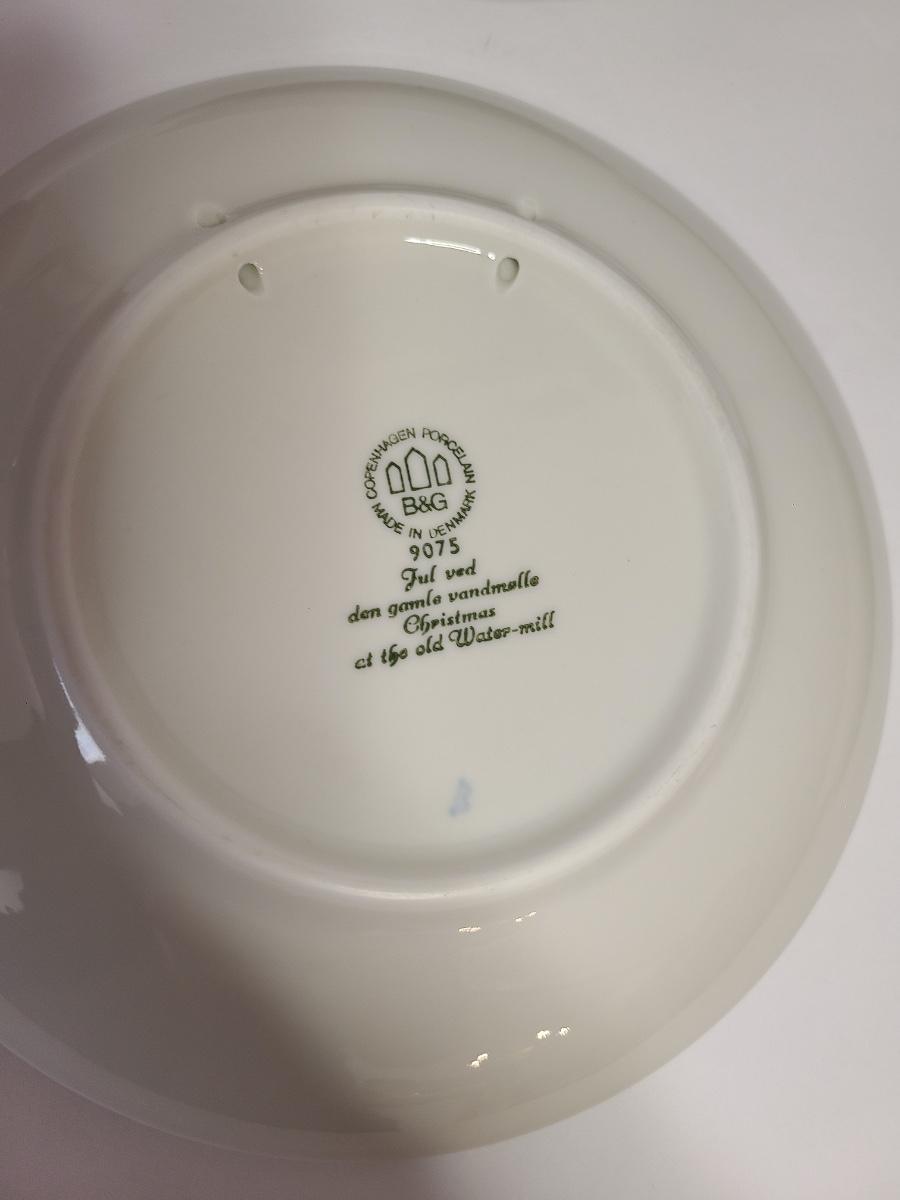 COPENHAGEN PORCELAIN
B&G
MADE IN DENMARK
9075
Jul ved
den gamle vandmølle
Christmas
at the old Water-mill